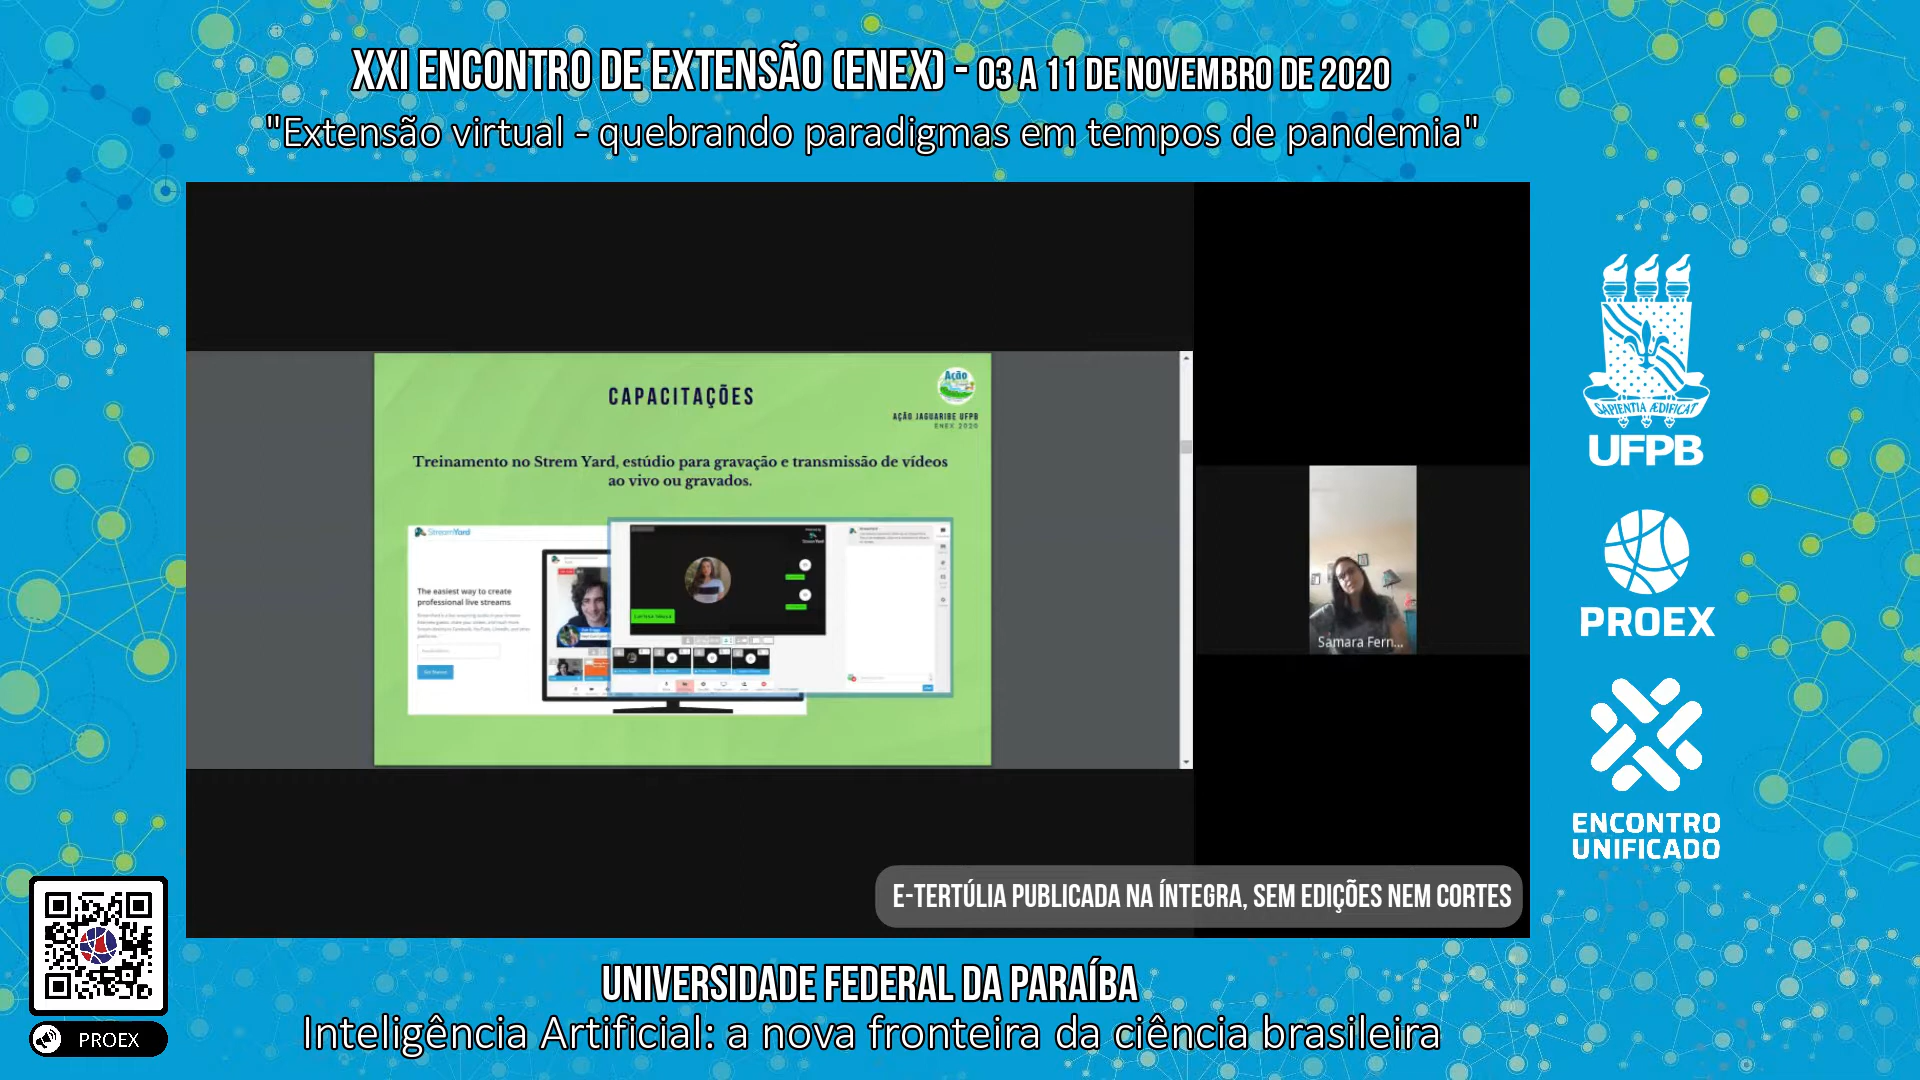 XXI ENCONTRO DE EXTENSÃO (ENEX) - 03 A 11 DE NOVEMBRO DE 2020
"Extensão virtual - quebrando paradigmas em tempos de pandemia"
CAPACITAÇÕES
Ação
AÇÃO JAGUARIBE UFPB
ENEX 2020
Treinamento no Strem Yard, estúdio para gravação e transmissão de vídeos
ao vivo ou gravados.
StreamYard
The easiest way to create
professional live streams
Samara Fern...
SAPIENTIA ÆDIFICAT
UFPB
PROEX
ENCONTRO
UNIFICADO
E-TERTÚLIA PUBLICADA NA ÍNTEGRA, SEM EDIÇÕES NEM CORTES
PROEX
UNIVERSIDADE FEDERAL DA PARAÍBA
Inteligência Artificial: a nova fronteira da ciência brasileira